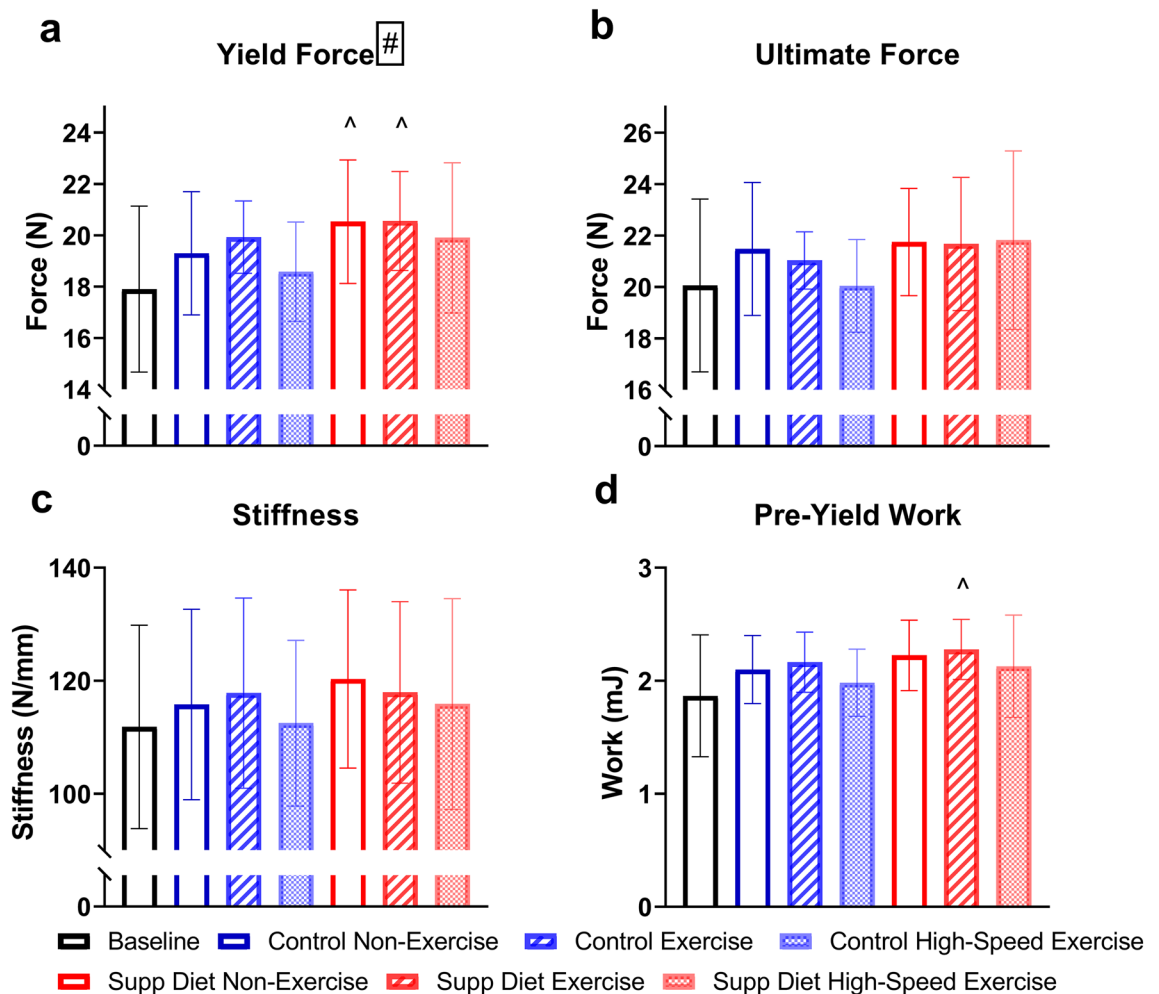 a
Yield Force #
Force (N)
24
22
20
18
16
14
0
^ ^
b
Ultimate Force
Force (N)
26
24
22
20
18
16
0
c
Stiffness
Stiffness (N/mm)
140
120
100
0
d
Pre-Yield Work
Work (mJ)
3
2
1
0
^
Baseline Control Non-Exercise Control Exercise Control High-Speed Exercise
Supp Diet Non-Exercise Supp Diet Exercise Supp Diet High-Speed Exercise